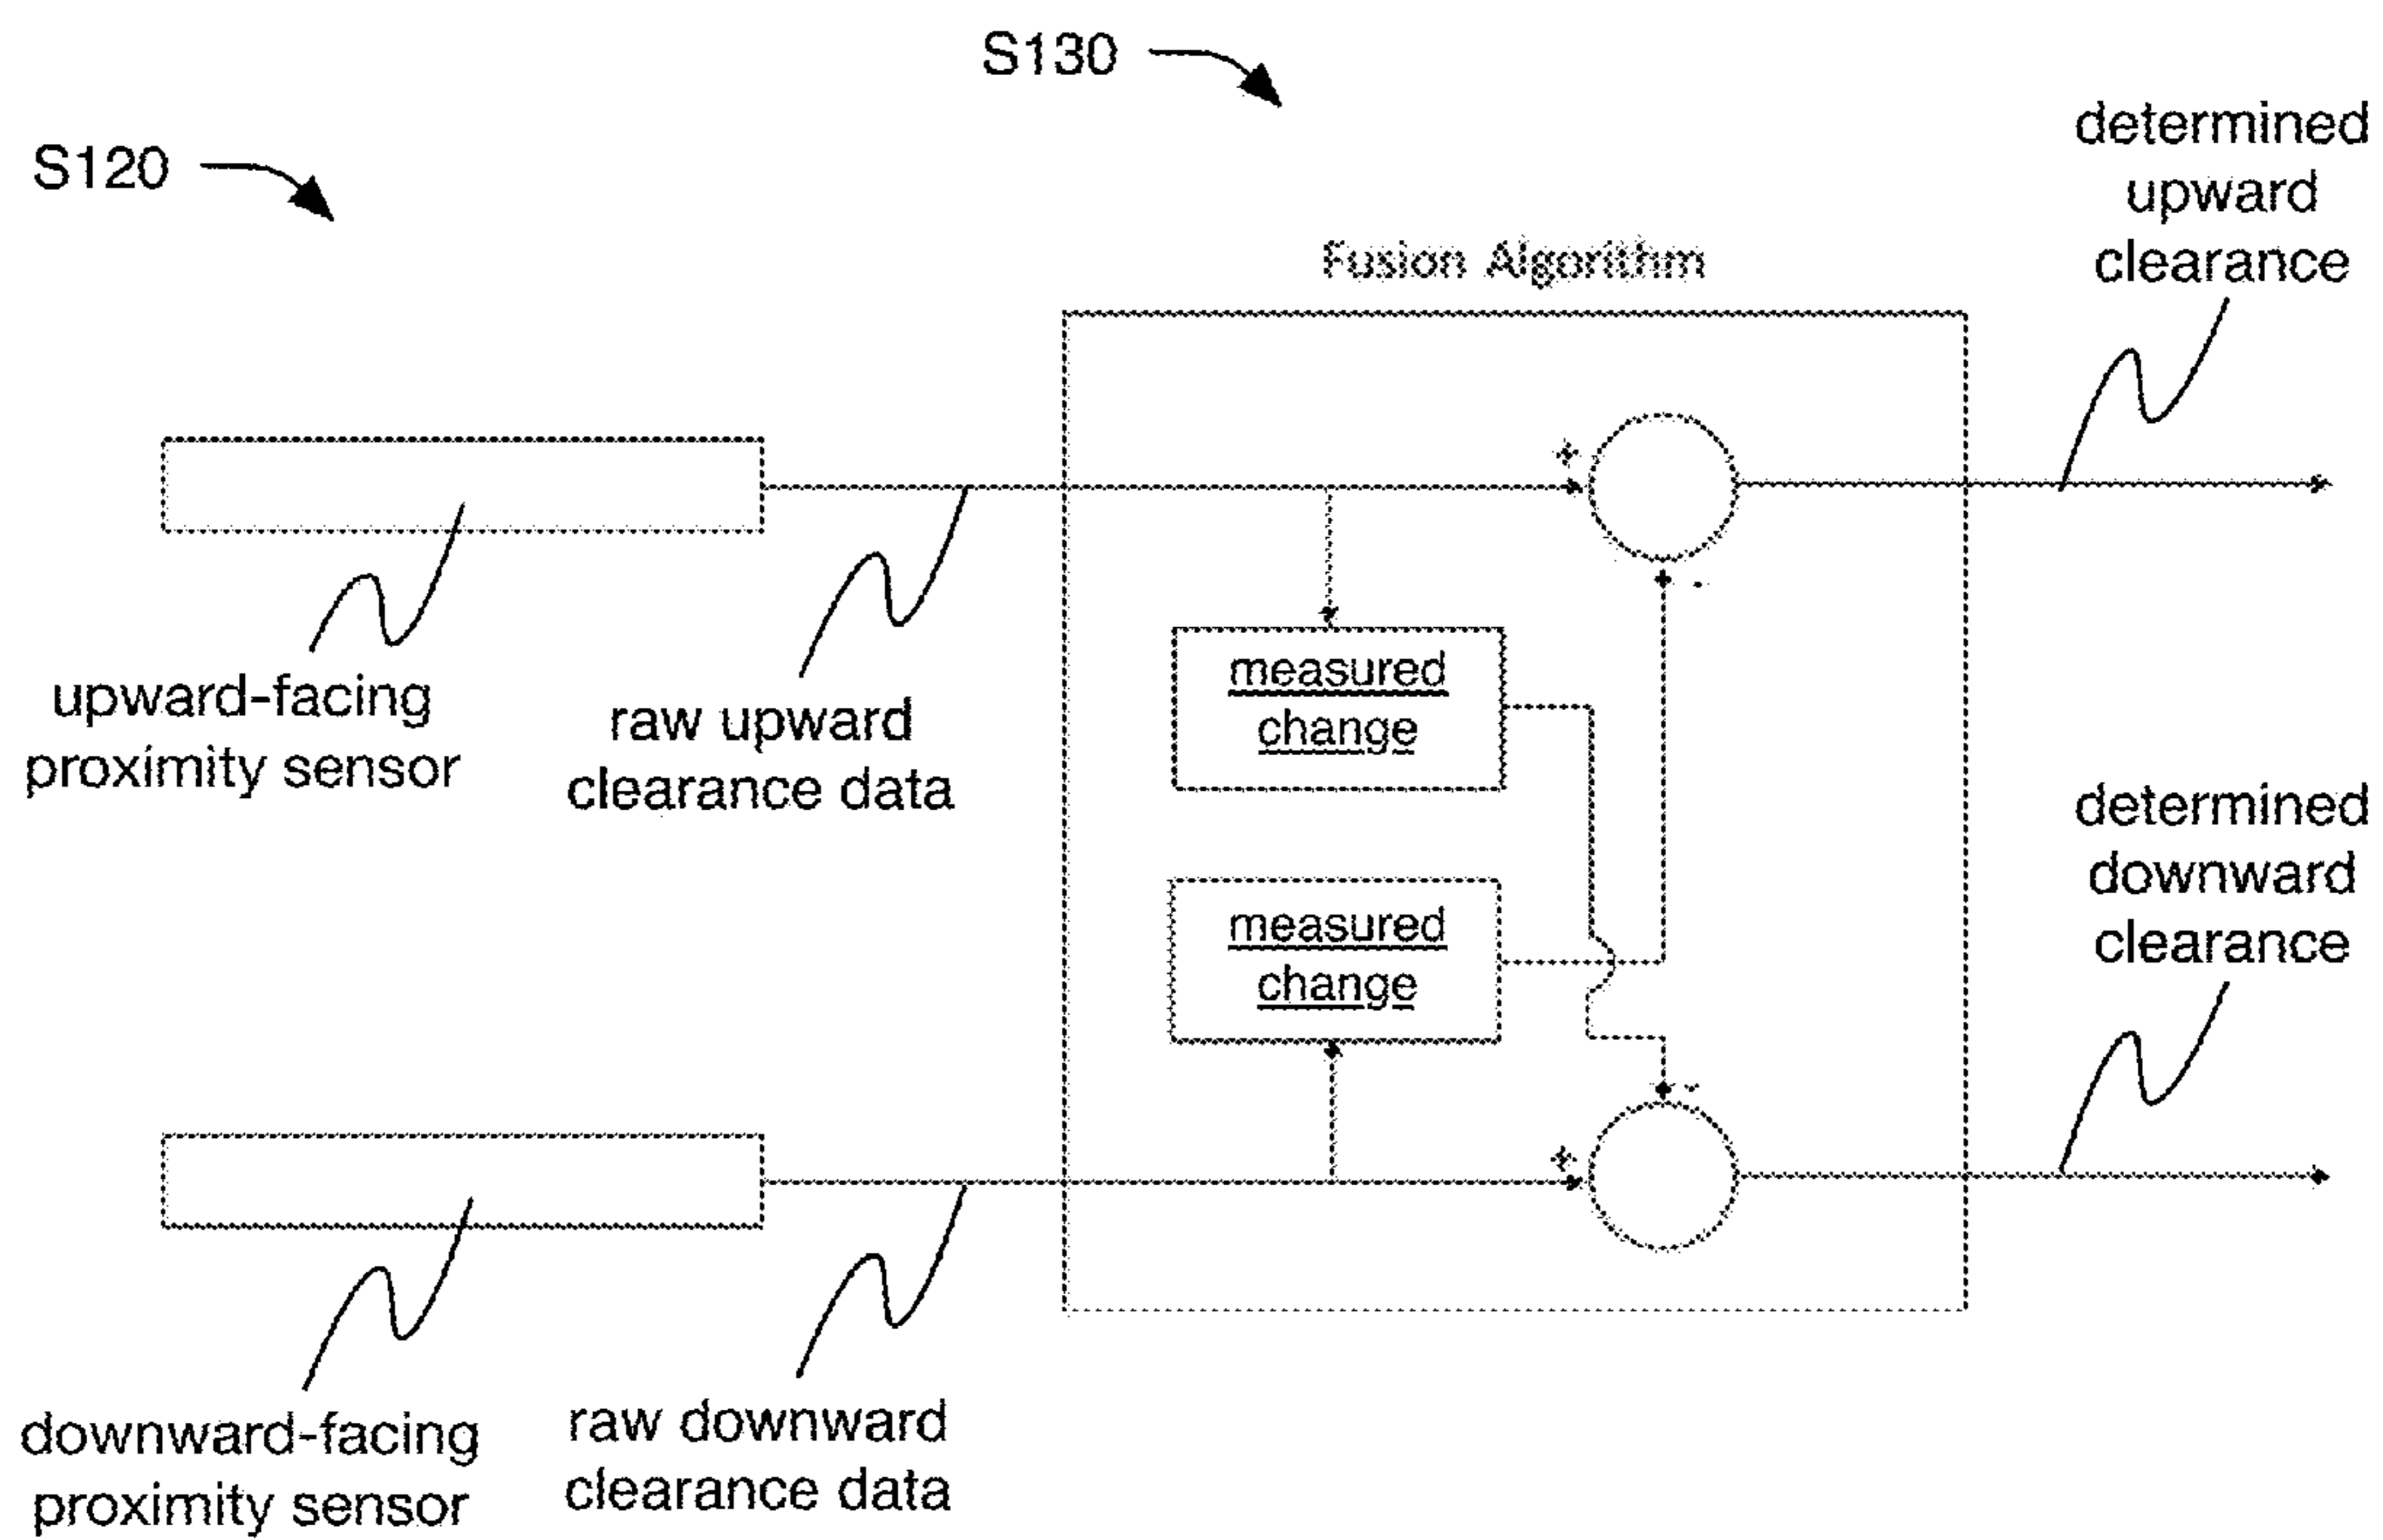 S130
S120
determined
upward
clearance
Fusion Algorithm
+
-
measured
change
upward-facing
proximity sensor
raw upward
clearance data
measured
change
determined
downward
clearance
+
downward-facing
proximity sensor
raw downward
clearance data